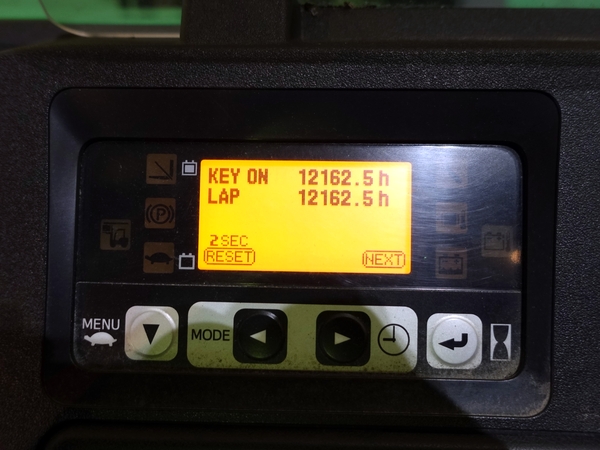 KEY ON 12162.5h
LAP 12162.5h
2SEC
RESET NEXT
MENU
MODE
P